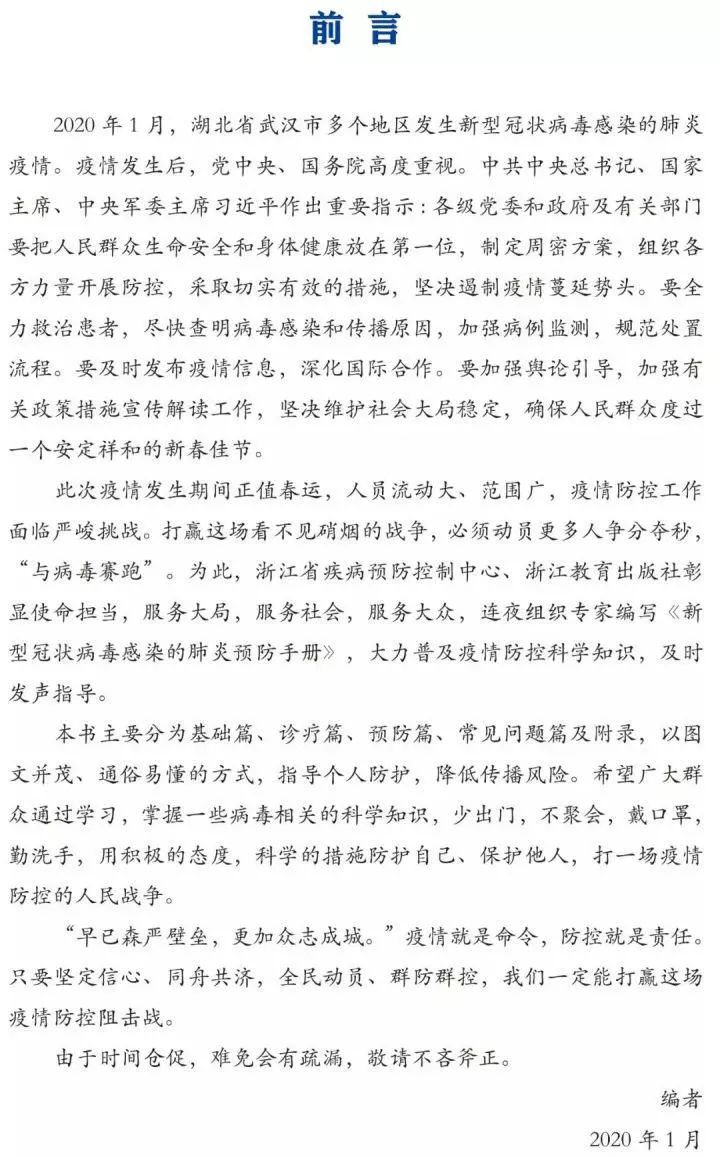 前 言
2020 年 1 月，湖北省武汉市多个地区发生新型冠状病毒感染的肺炎
疫情。疫情发生后，党中央、国务院高度重视。中共中央总书记、国家
主席、中央军委主席习近平作出重要指示：各级党委和政府及有关部门
要把人民群众生命安全和身体健康放在第一位，制定周密方案，组织各
方力量开展防控，采取切实有效的措施，坚决遏制疫情蔓延势头。要全
力救治患者，尽快查明病毒感染和传播原因，加强病例监测，规范处置
流程。要及时发布疫情信息，深化国际合作。要加强舆论引导，加强有
关政策措施宣传解读工作，坚决维护社会大局稳定，确保人民群众度过
一个安定祥和的新春佳节。
此次疫情发生期间正值春运，人员流动大、范围广，疫情防控工作
面临严峻挑战。打赢这场看不见硝烟的战争，必须动员更多人争分夺秒，
“与病毒赛跑”。为此，浙江省疾病预防控制中心、浙江教育出版社彰
显使命担当，服务大局，服务社会，服务大众，连夜组织专家编写《新
型冠状病毒感染的肺炎预防手册》，大力普及疫情防控科学知识，及时
发声指导。
本书主要分为基础篇、诊疗篇、预防篇、常见问题篇及附录，以图
文并茂、通俗易懂的方式，指导个人防护，降低传播风险。希望广大群
众通过学习，掌握一些病毒相关的科学知识，少出门，不聚会，戴口罩，
勤洗手，用积极的态度，科学的措施防护自己、保护他人，打一场疫情
防控的人民战争。
“早已森严壁垒，更加众志成城。”疫情就是命令，防控就是责任。
只要坚定信心、同舟共济，全民动员、群防群控，我们一定能打赢这场
疫情防控阻击战。
由于时间仓促，难免会有疏漏，敬请不吝斧正。
编者
2020 年 1 月